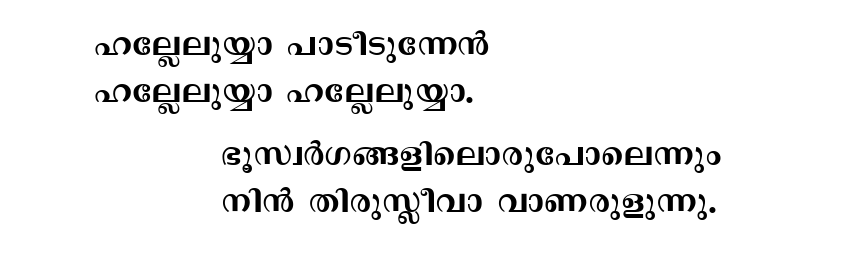 ഹല്ലേലുയ്യാ പാടീടുന്നേൻ
ഹല്ലേലുയ്യാ ഹല്ലേലുയ്യാ.
ഭൂസ്വർഗങ്ങളിലൊരുപോലെന്നും
നിൻ തിരുസ്ലീവാ വാണരുളുന്നു.